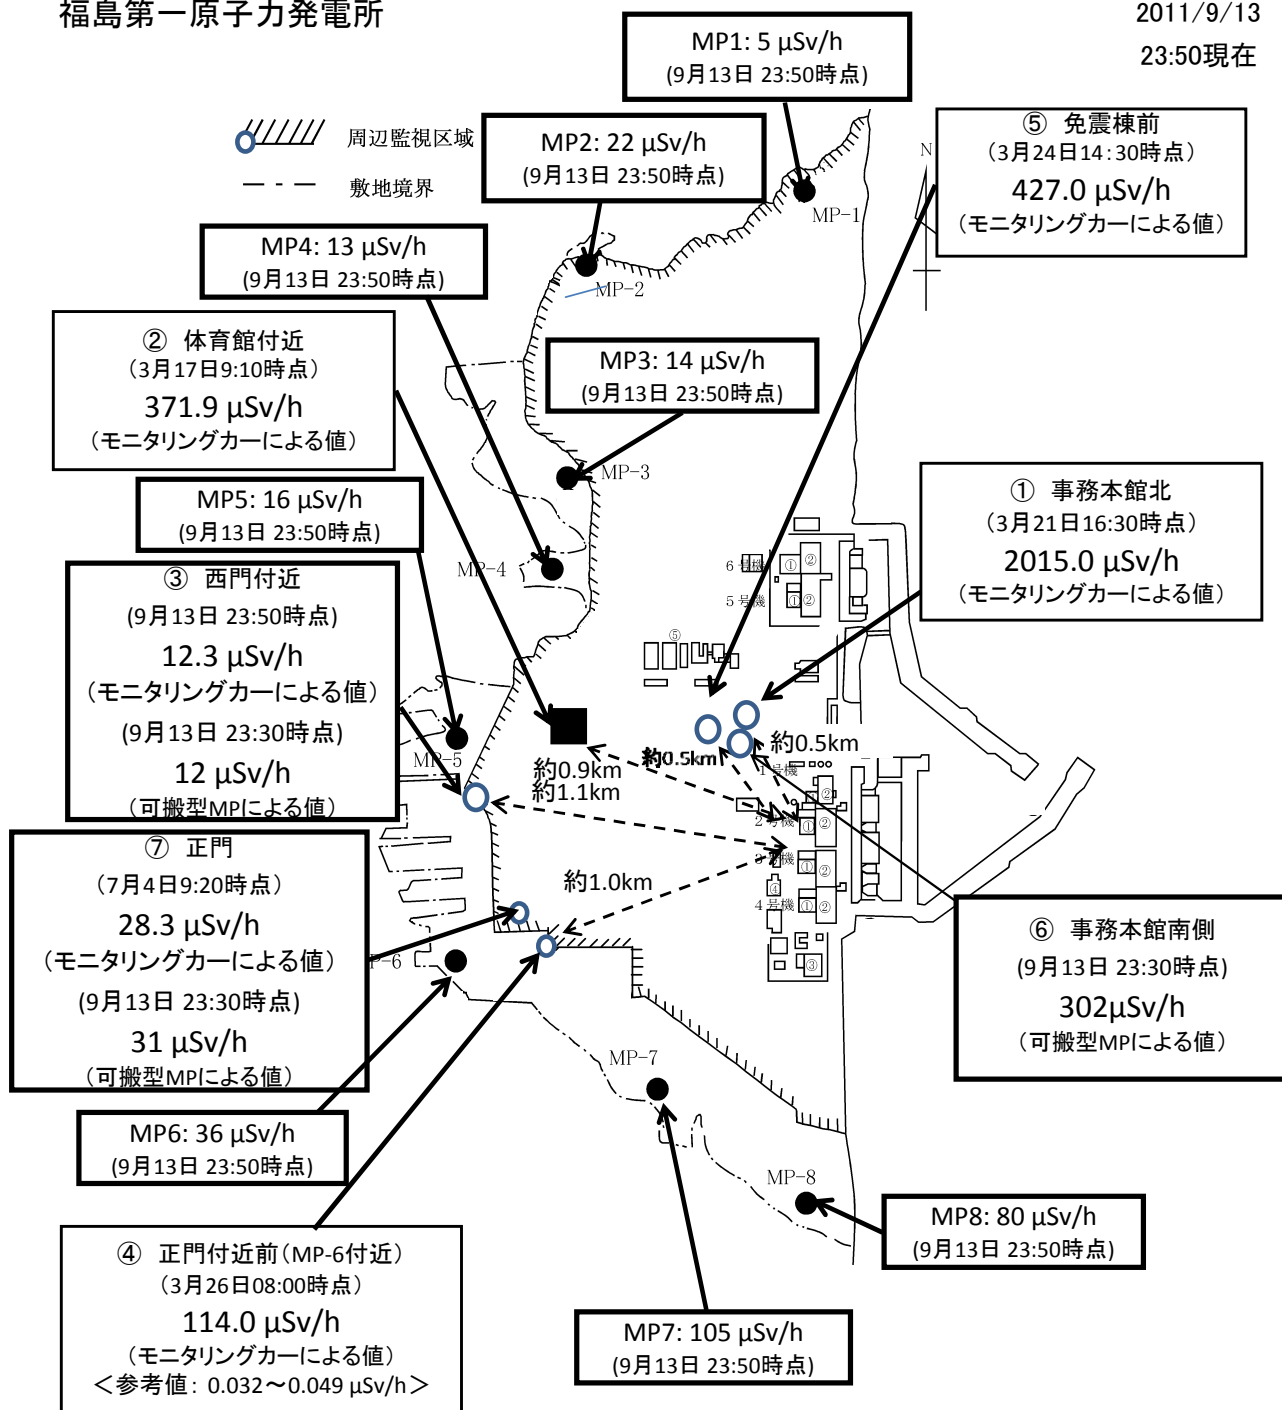 福島第一原子力発電所
2011/9/13
23:50現在
MP1: 5 μSv/h
(9月13日 23:50時点)
周辺監視区域
敷地境界
MP2: 22 μSv/h
(9月13日 23:50時点)
⑤ 免震棟前
(3月24日14:30時点)
427.0 μSv/h
(モニタリングカーによる値)
N
MP-1
MP4: 13 μSv/h
(9月13日 23:50時点)
MP-2
② 体育館付近
(3月17日9:10時点)
371.9 μSv/h
(モニタリングカーによる値)
MP3: 14 μSv/h
(9月13日 23:50時点)
MP-3
MP5: 16 μSv/h
(9月13日 23:50時点)
① 事務本館北
(3月21日16:30時点)
2015.0 μSv/h
(モニタリングカーによる値)
MP-4
6号機
① ②
5号機
① ②
③ 西門付近
(9月13日 23:50時点)
12.3 μSv/h
(モニタリングカーによる値)
(9月13日 23:30時点)
12 μSv/h
(可搬型MPによる値)
⑤
MP-5
約0.9km
約1.1km
約0.5km
約0.5km
1号機
②
2号機
① ②
3号機
① ②
④
4号機
① ②
③
約1.0km
⑦ 正門
(7月4日9:20時点)
28.3 μSv/h
(モニタリングカーによる値)
(9月13日 23:30時点)
31 μSv/h
(可搬型MPによる値)
P-6
⑥ 事務本館南側
(9月13日 23:30時点)
302μSv/h
(可搬型MPによる値)
MP-7
MP6: 36 μSv/h
(9月13日 23:50時点)
MP-8
MP8: 80 μSv/h
(9月13日 23:50時点)
④ 正門付近前(MP-6付近)
(3月26日08:00時点)
114.0 μSv/h
(モニタリングカーによる値)
＜参考値: 0.032～0.049 μSv/h＞
MP7: 105 μSv/h
(9月13日 23:50時点)